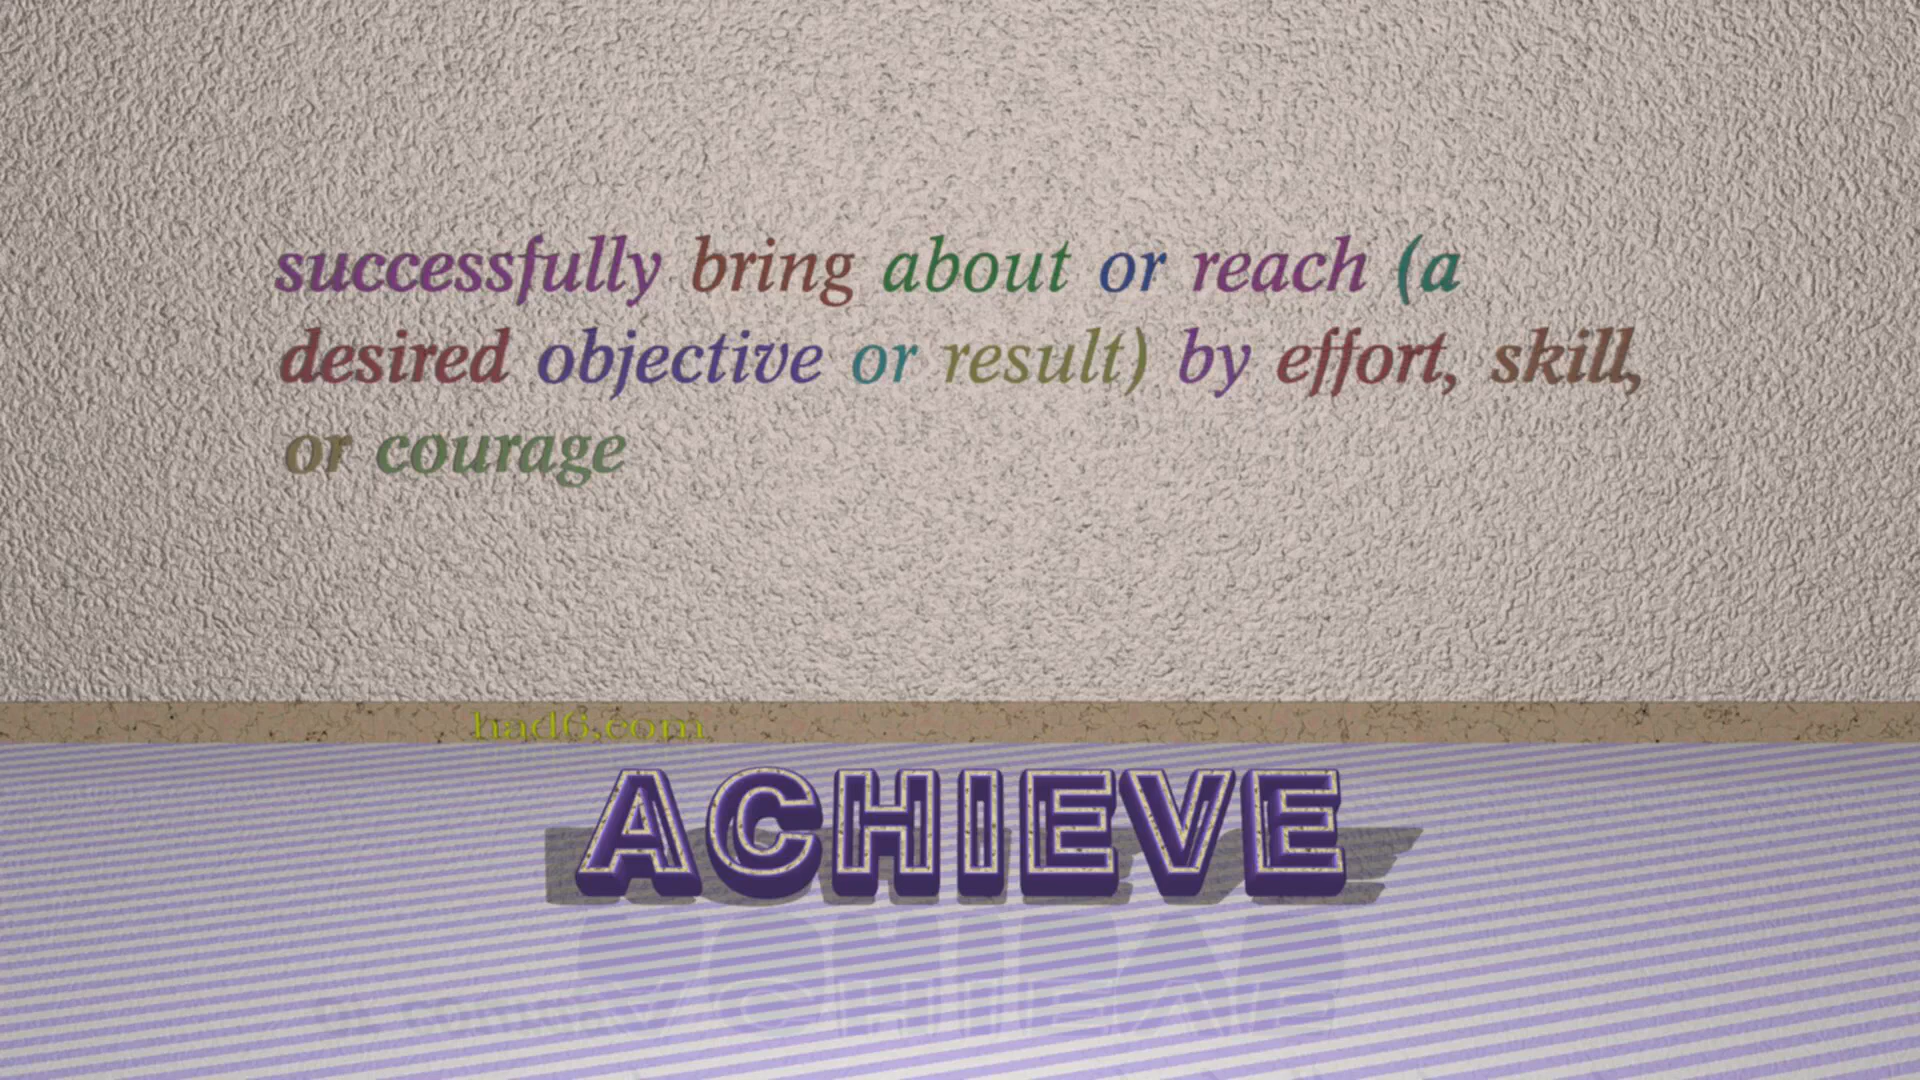 successfully bring about or reach (a
desired objective or result) by effort, skill,
or courage
had6.com
ACHIEVE